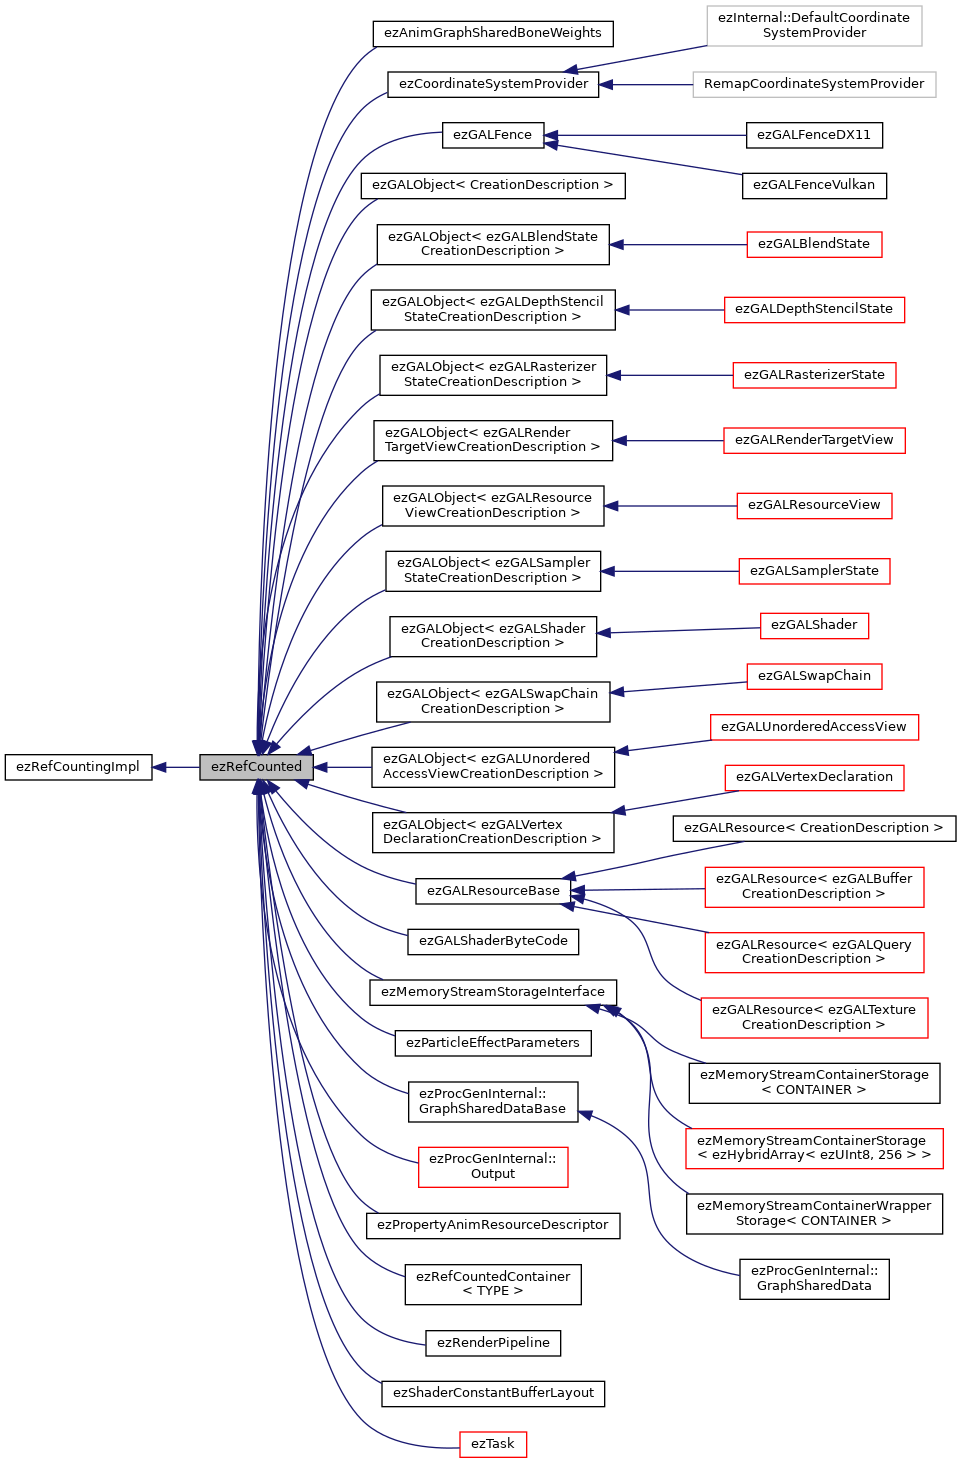 ezRefCountingImpl
ezRefCounted
ezAnimGraphSharedBoneWeights
ezCoordinateSystemProvider
ezGALFence
ezGALObject< CreationDescription >
ezGALObject< ezGALBlendState
CreationDescription >
ezGALObject< ezGALDepthStencil
StateCreationDescription >
ezGALObject< ezGALRasterizer
StateCreationDescription >
ezGALObject< ezGALRender
TargetViewCreationDescription >
ezGALObject< ezGALResource
ViewCreationDescription >
ezGALObject< ezGALSampler
StateCreationDescription >
ezGALObject< ezGALShader
CreationDescription >
ezGALObject< ezGALSwapChain
CreationDescription >
ezGALObject< ezGALUnordered
AccessViewCreationDescription >
ezGALObject< ezGALVertex
DeclarationCreationDescription >
ezGALResourceBase
ezGALShaderByteCode
ezMemoryStreamStorageInterface
ezParticleEffectParameters
ezProcGenInternal::
GraphSharedDataBase
ezProcGenInternal::
Output
ezPropertyAnimResourceDescriptor
ezRefCountedContainer
< TYPE >
ezRenderPipeline
ezShaderConstantBufferLayout
ezTask
ezInternal::DefaultCoordinate
SystemProvider
RemapCoordinateSystemProvider
ezGALFenceDX11
ezGALFenceVulkan
ezGALBlendState
ezGALDepthStencilState
ezGALRasterizerState
ezGALRenderTargetView
ezGALResourceView
ezGALSamplerState
ezGALShader
ezGALSwapChain
ezGALUnorderedAccessView
ezGALVertexDeclaration
ezGALResource< CreationDescription >
ezGALResource< ezGALBuffer
CreationDescription >
ezGALResource< ezGALQuery
CreationDescription >
ezGALResource< ezGALTexture
CreationDescription >
ezMemoryStreamContainerStorage
< CONTAINER >
ezMemoryStreamContainerStorage
< ezHybridArray< ezUInt8, 256 > >
ezMemoryStreamContainerWrapper
Storage< CONTAINER >
ezProcGenInternal::
GraphSharedData